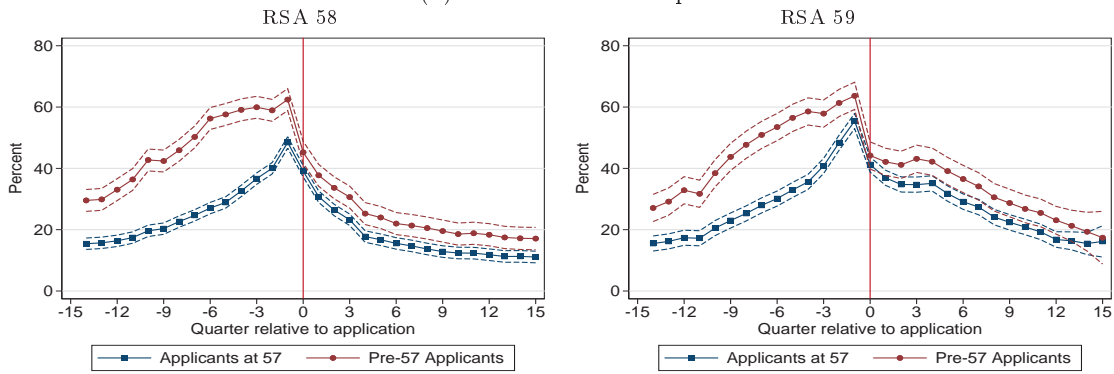 RSA 58
80
60
40
20
0
Percent
-15 -12 -9 -6 -3 0 3 6 9 12 15
Quarter relative to application
Applicants at 57 Pre-57 Applicants
RSA 59
80
60
40
20
0
Percent
-15 -12 -9 -6 -3 0 3 6 9 12 15
Quarter relative to application
Applicants at 57 Pre-57 Applicants